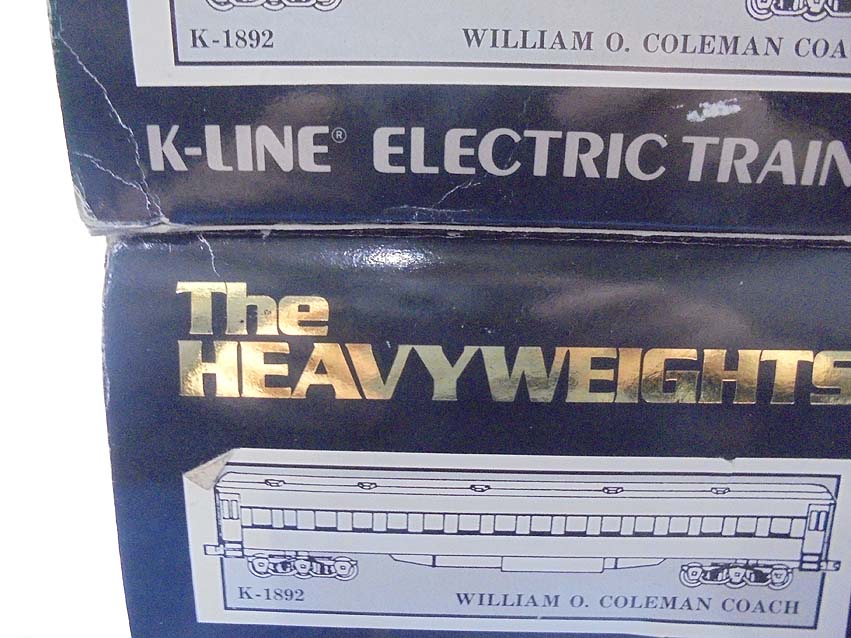 K-1892 WILLIAM O. COLEMAN COA
K-LINE® ELECTRIC TRAIN
The
HEAVYWEIGHTS
K-1892 WILLIAM O. COLEMAN COACH